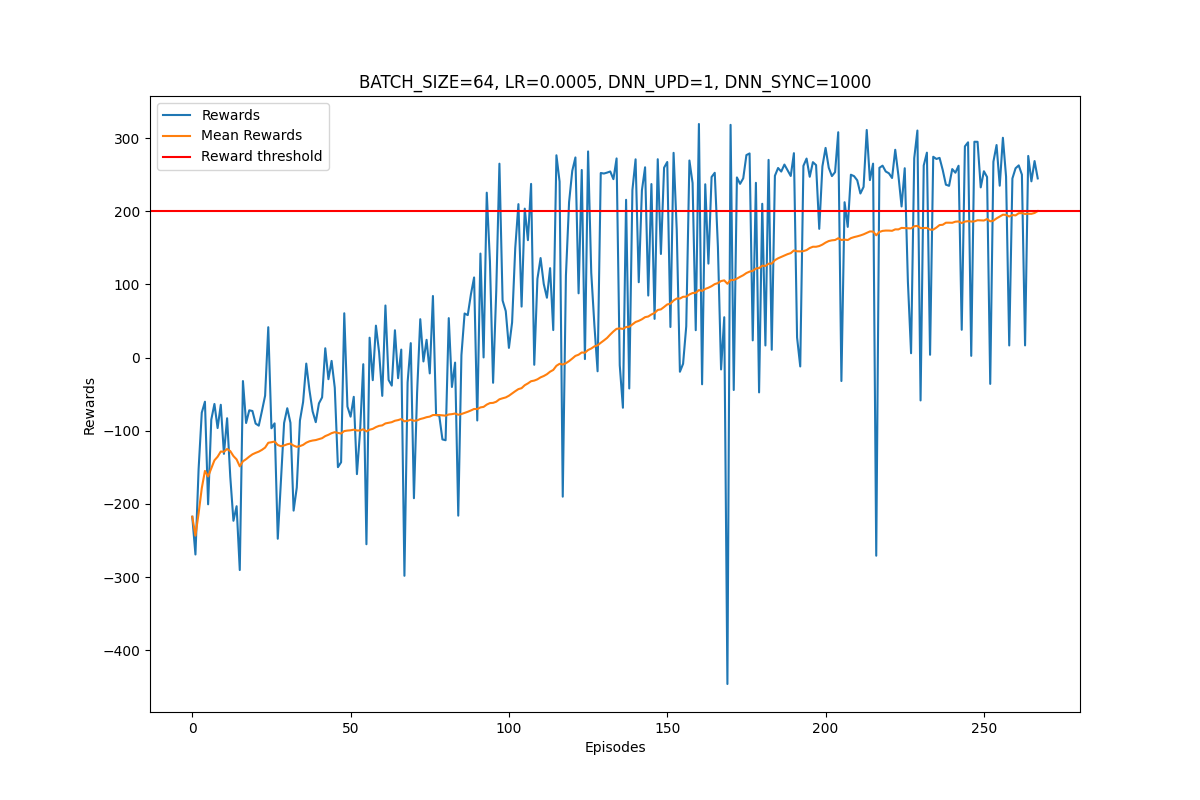 BATCH_SIZE=64, LR=0.0005, DNN_UPD=1, DNN_SYNC=1000
Rewards
Mean Rewards
Reward threshold
300
200
100
0
−100
−200
−300
−400
Rewards
0
50
100
150
200
250
Episodes